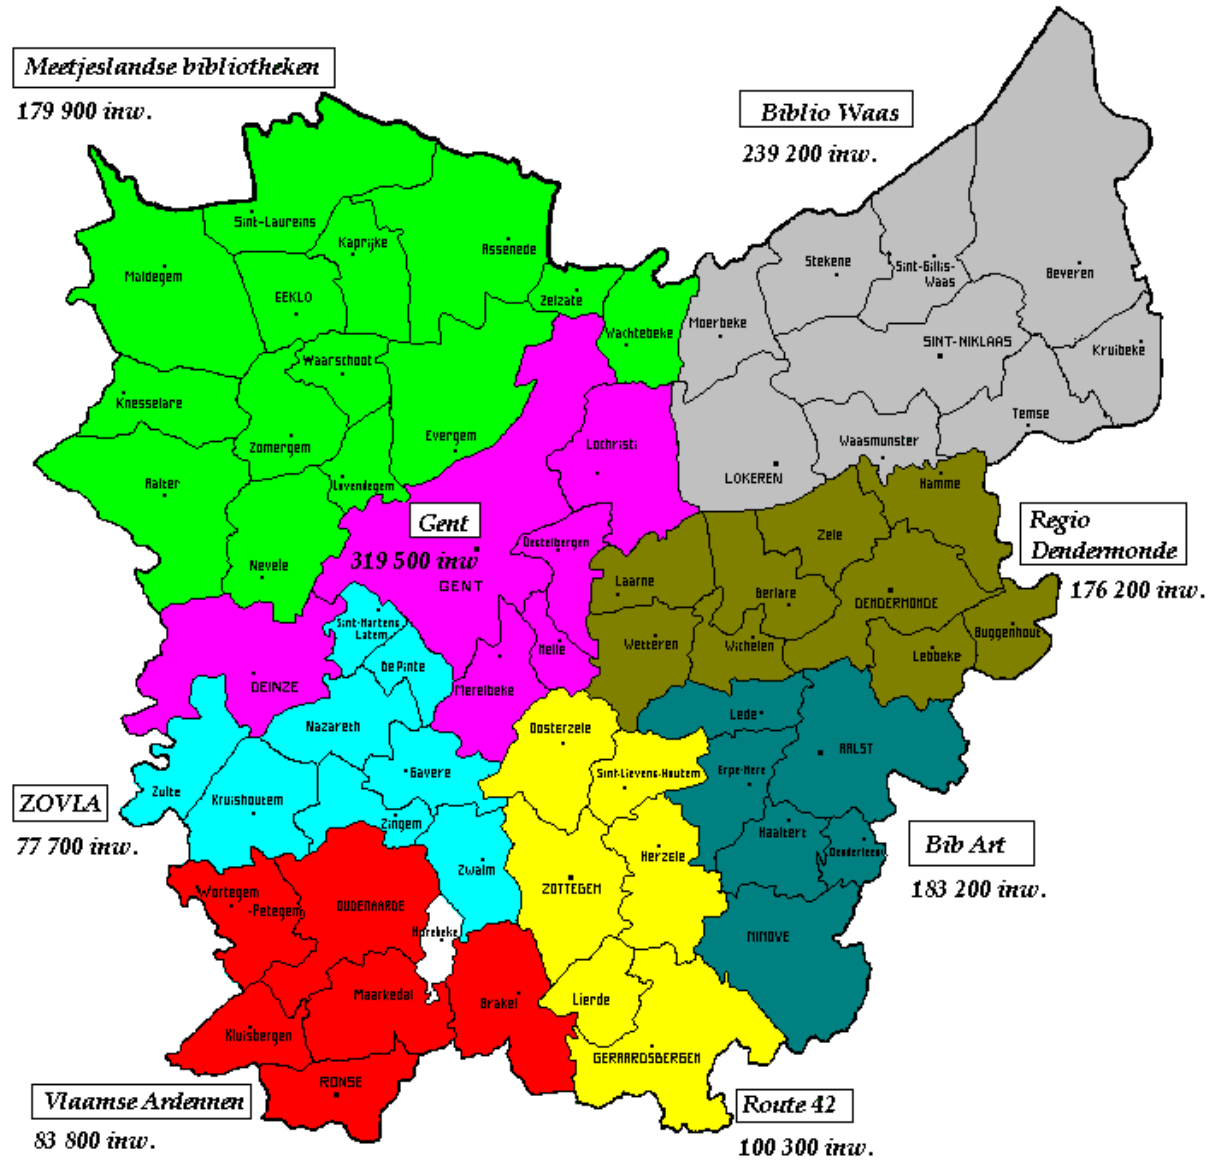 Meetjeslandse bibliotheken
179 900 inw.
Biblio Waas
239 200 inw.
Sint-Laureins
Kaprijke
Assenede
Maldegem
EEKLO
Zelzate
Wachtebeke
Waarschoot
Knesselare
Zomergem
Evergem
Aalter
Lovendegem
Nevele
Stekene
Sint-Gillis-
Waas
Beveren
Moerbeke
SINT-NIKLAAS
Kruibeke
Temse
Waasmunster
LOKEREN
Lochristi
Gent
319 500 inw
GENT
Destelbergen
Melle
Merelbeke
DEINZE
Hamme
Zele
Laarne
Berlare
DENDERMONDE
Wetteren
Wichelen
Lebbeke
Buggenhout
Regio
Dendermonde
176 200 inw.
Sint-Martens
Latem
De Pinte
Nazareth
Gavere
Zulte
Kruishoutem
Zingem
Zwalm
ZOVLA
77 700 inw.
Oosterzele
Sint-Lievens-Houtem
Herzele
ZOTTEGEM
Lierde
GERAARDSBERGEN
Lede
AALST
Erpe-Mere
Haaltert
Denderleeuw
NINOVE
Bib Art
183 200 inw.
Wortegem
-Petegem
OUDENAARDE
Horebeke
Maarkedal
Brakel
Kluisbergen
RONSE
Vlaamse Ardennen
83 800 inw.
Route 42
100 300 inw.